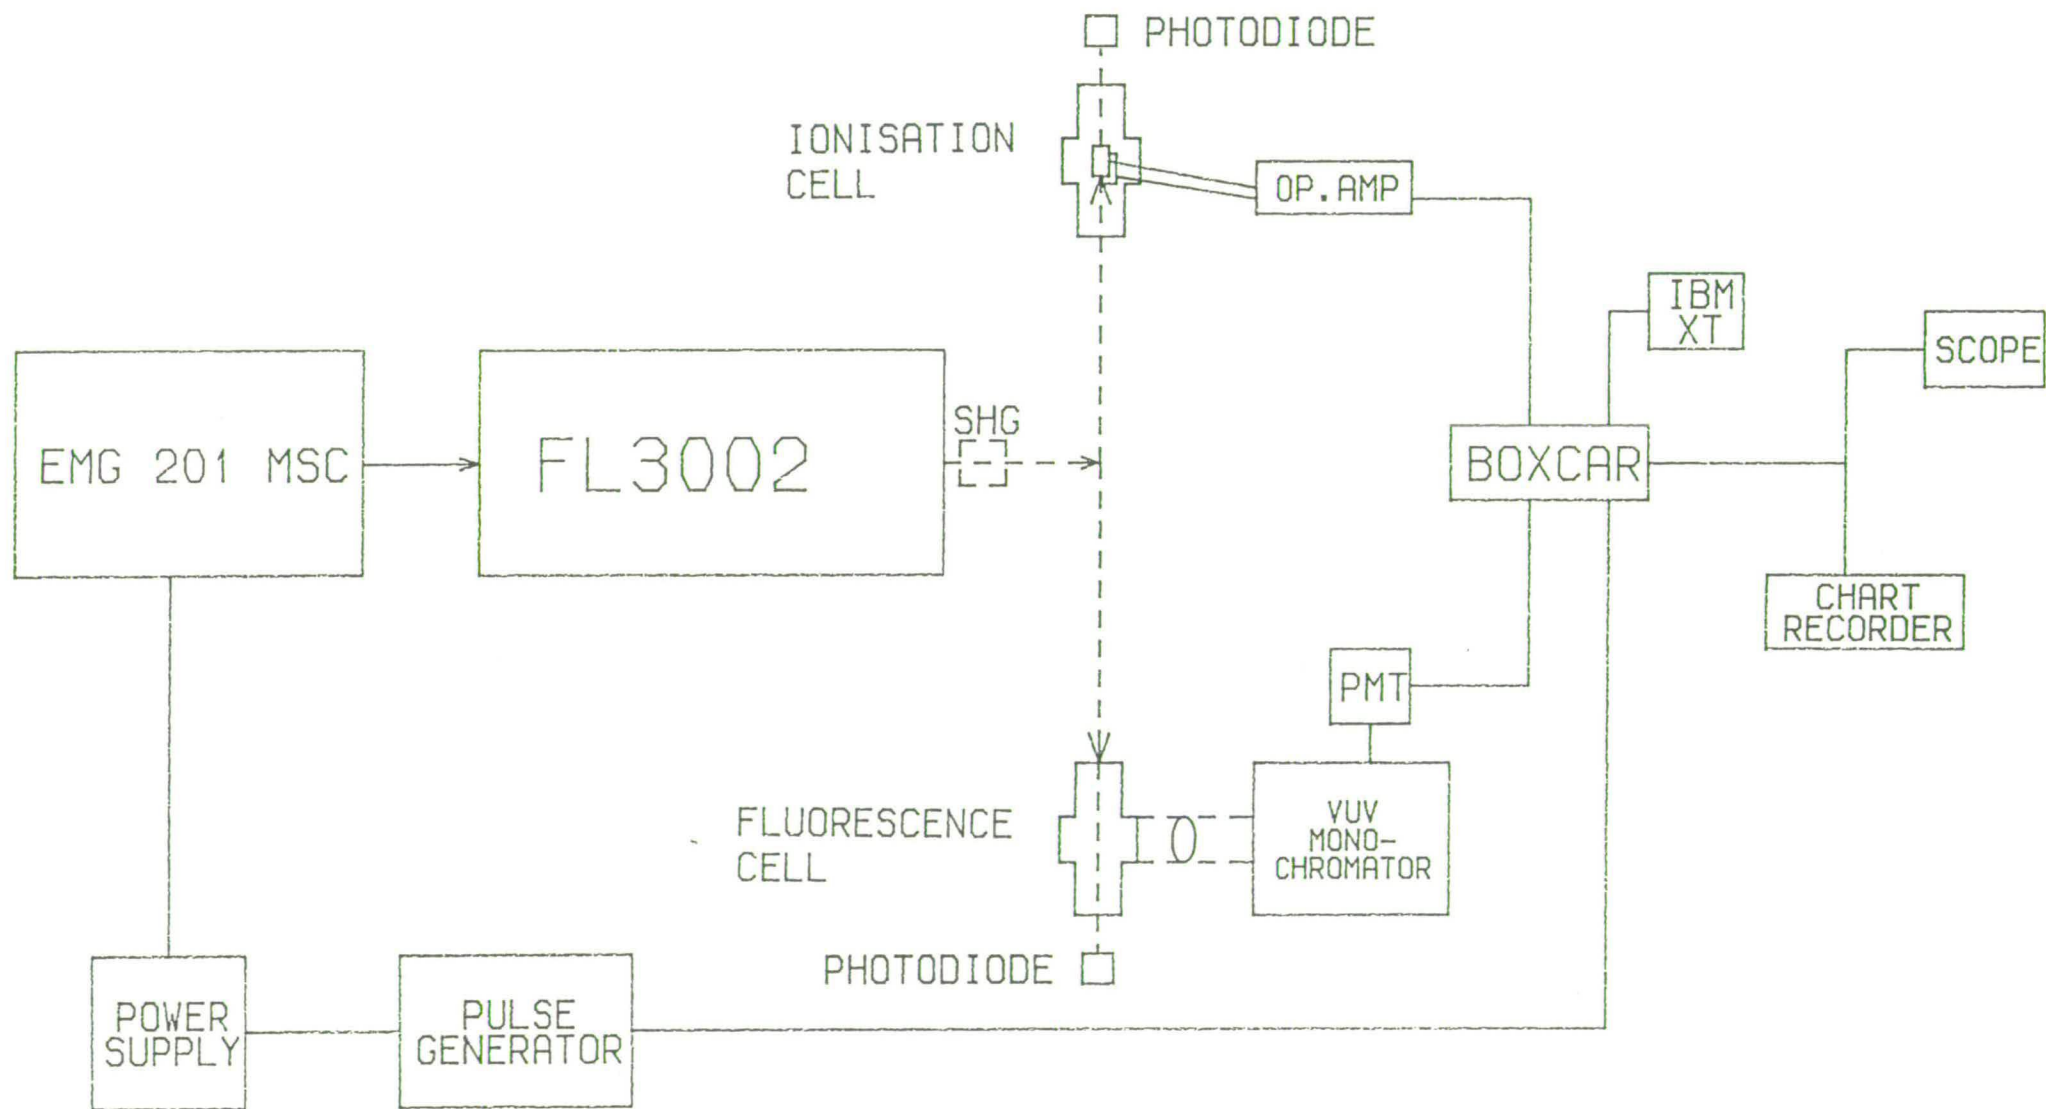 PHOTODIODE
IONISATION
CELL
OP.AMP
IBM
XT
SCOPE
SHG
EMG 201 MSC
FL3002
BOXCAR
CHART
RECORDER
PMT
FLUORESCENCE
CELL
VUV
MONO-
CHROMATOR
PHOTODIODE
POWER
SUPPLY
PULSE
GENERATOR